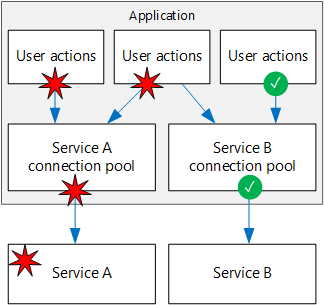 Application
User actions
User actions
User actions
Service A
connection pool
Service B
connection pool
Service A
Service B